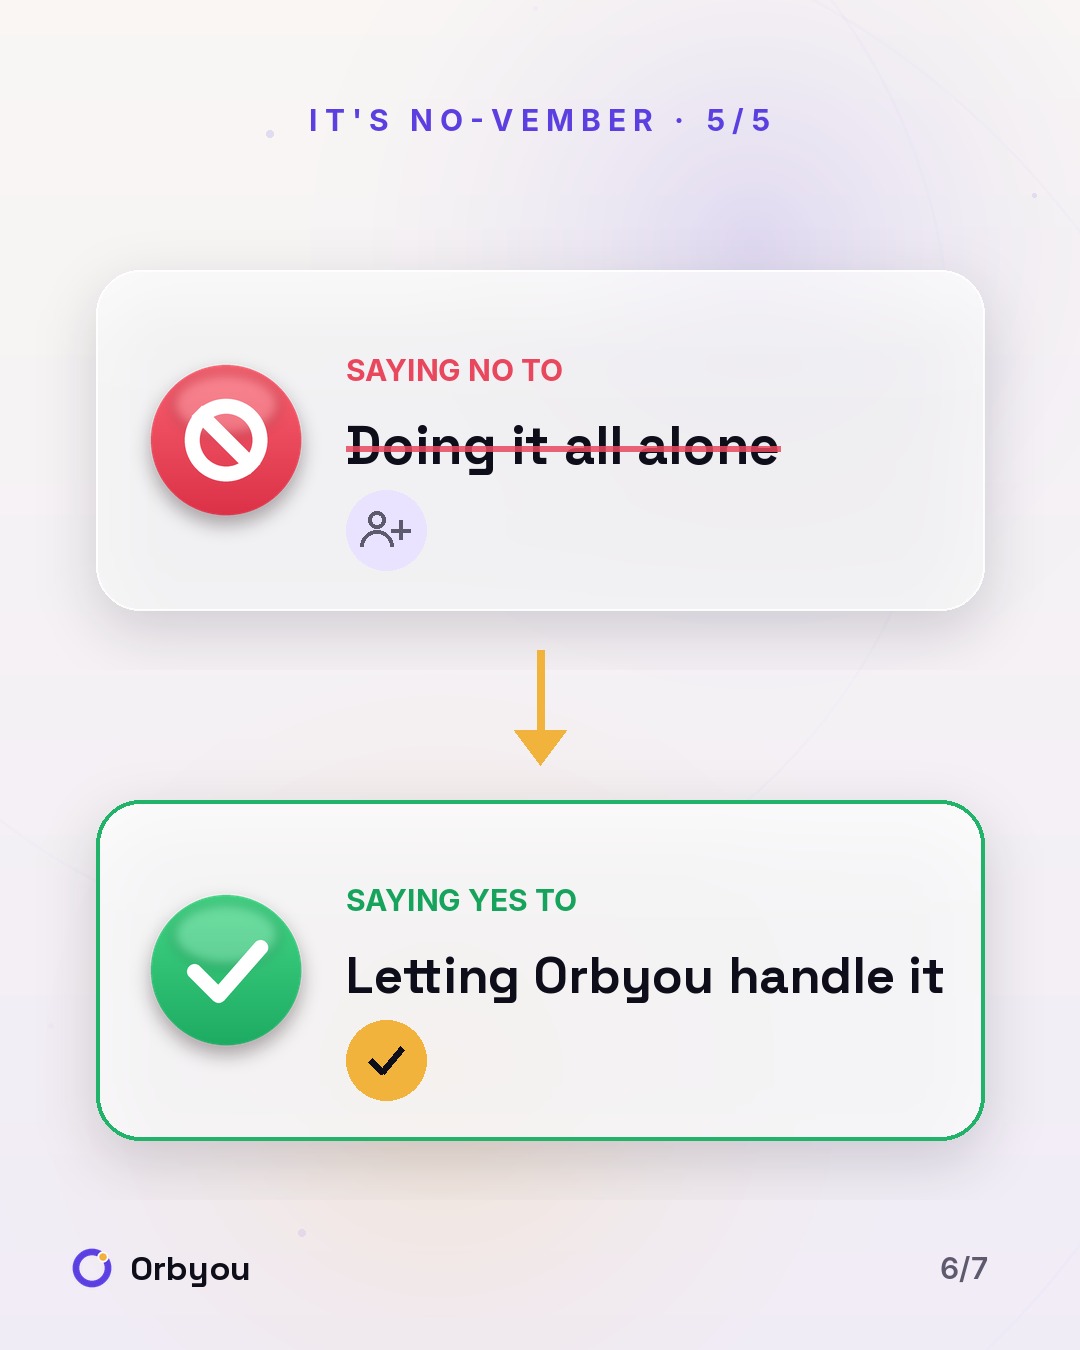 IT'S NO-VEMBER · 5/5
SAYING NO TO
Doing it all alone
SAYING YES TO
Letting Orbyou handle it
Orbyou
6/7